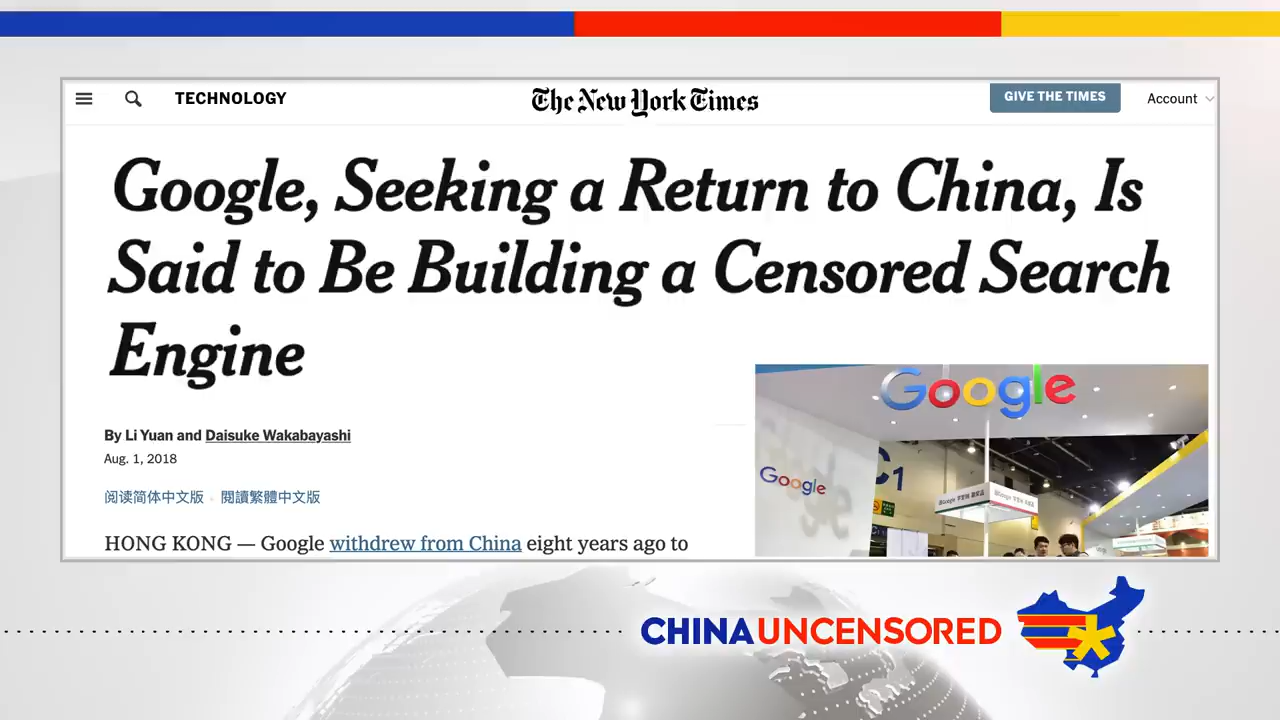 TECHNOLOGY
The New York Times
GIVE THE TIMES
Account
Google, Seeking a Return to China, Is
Said to Be Building a Censored Search
Engine
By Li Yuan and Daisuke Wakabayashi
Aug. 1, 2018
阅读简体中文版 閱讀繁體中文版
HONG KONG — Google withdrew from China eight years ago to
Google
Google
C1
CHINA UNCENSORED